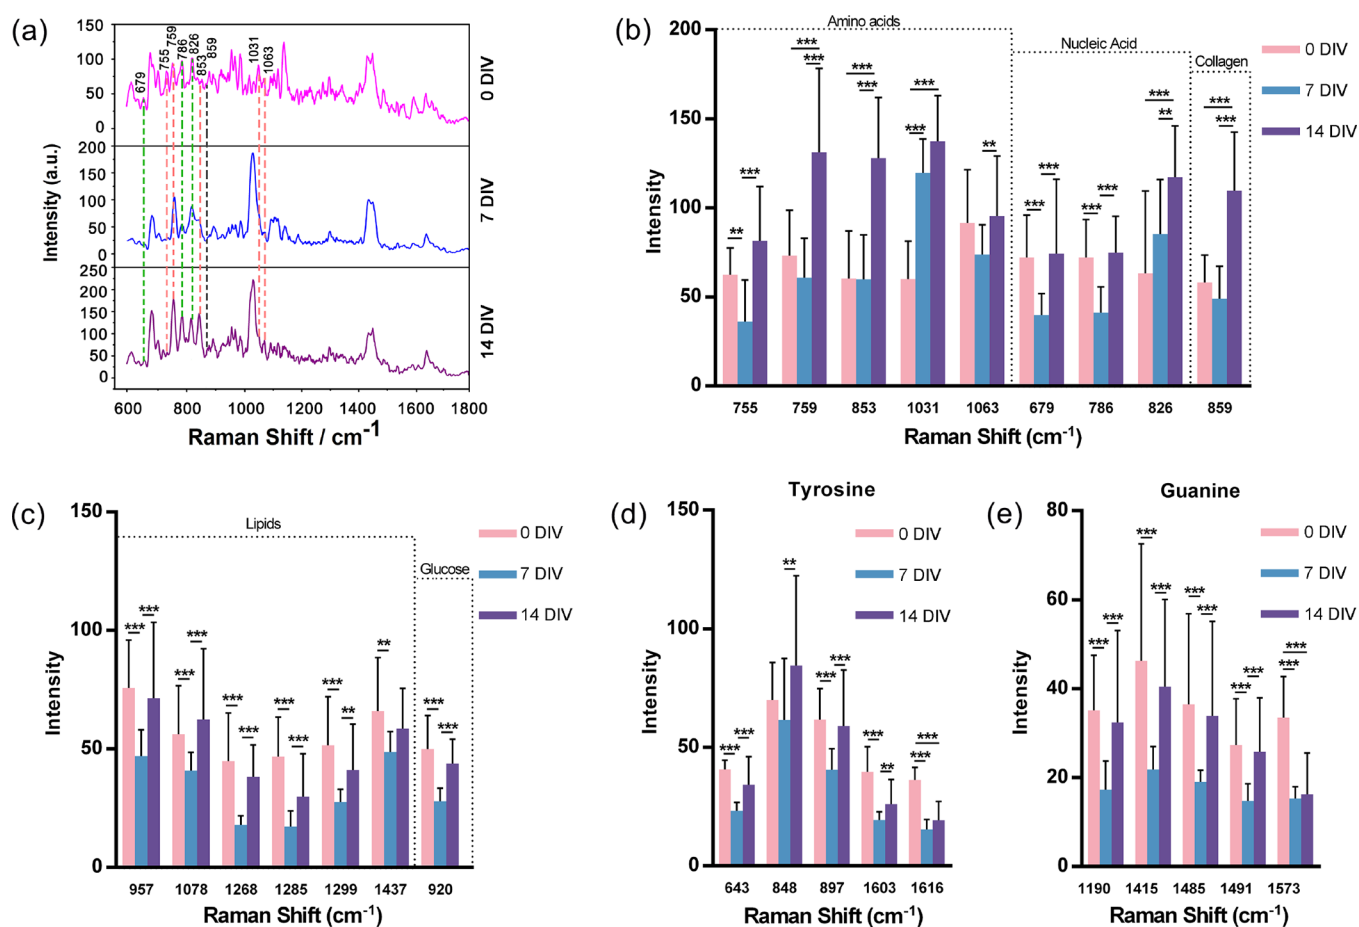 (a)
150
100
50
0
200
150
100
50
0
250
200
150
100
50
0
Intensity (a.u.)
679
755
759
786
826
853
859
1031
1063
0 DIV
7 DIV
14 DIV
600 800 1000 1200 1400 1600 1800
Raman Shift / cm-1
(b)
200
150
100
50
0
Intensity
Amino acids
Nucleic Acid
Collagen
0 DIV
7 DIV
14 DIV
** *** *** *** *** *** *** *** ** *** *** *** *** *** ** *** ***
755 759 853 1031 1063 679 786 826 859
Raman Shift (cm-1)
(c)
150
100
50
0
Intensity
Lipids
Glucose
0 DIV
7 DIV
14 DIV
*** *** *** *** *** *** *** *** *** ** ** *** ***
957 1078 1268 1285 1299 1437 920
Raman Shift (cm-1)
(d)
Tyrosine
150
100
50
0
Intensity
0 DIV
7 DIV
14 DIV
*** *** ** *** *** *** ** *** ***
643 848 897 1603 1616
Raman Shift (cm-1)
(e)
Guanine
80
60
40
20
0
Intensity
0 DIV
7 DIV
14 DIV
*** *** *** *** *** *** *** *** *** ***
1190 1415 1485 1491 1573
Raman Shift (cm-1)